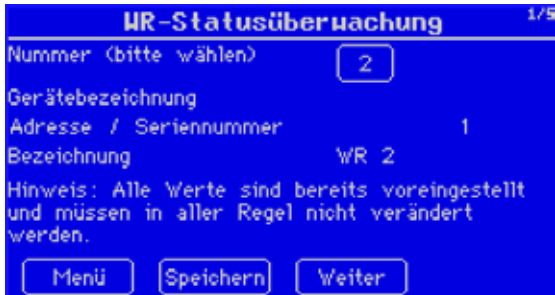 WR-Statusüberwachung 1/5
Nummer (bitte wählen) 2
Gerätebezeichnung
Adresse / Seriennummer 1
Bezeichnung WR 2
Hinweis: Alle Werte sind bereits voreingestellt
und müssen in aller Regel nicht verändert
werden.
Menü Speichern Weiter